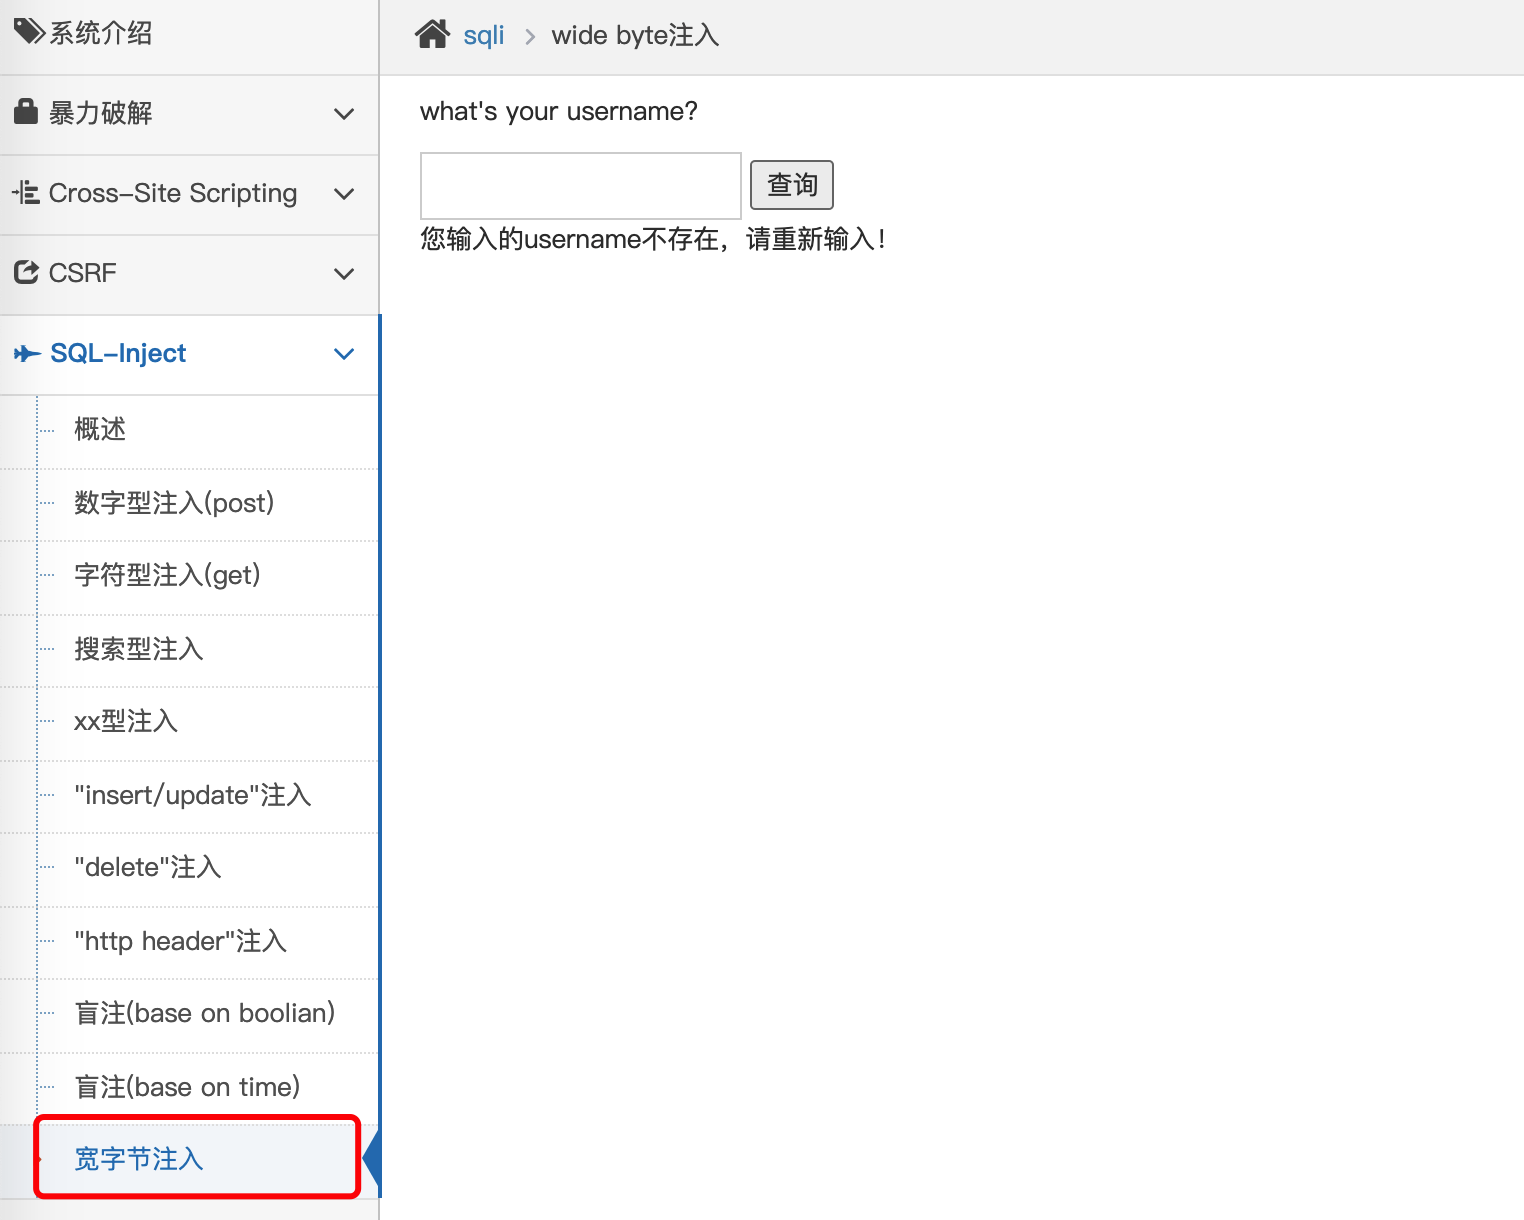 系统介绍
暴力破解
Cross-Site Scripting
CSRF
SQL-Inject
概述
数字型注入(post)
字符型注入(get)
搜索型注入
xx型注入
"insert/update"注入
"delete"注入
"http header"注入
盲注(base on boolian)
盲注(base on time)
宽字节注入
sqli > wide byte注入
what's your username?
查询
您输入的username不存在，请重新输入！